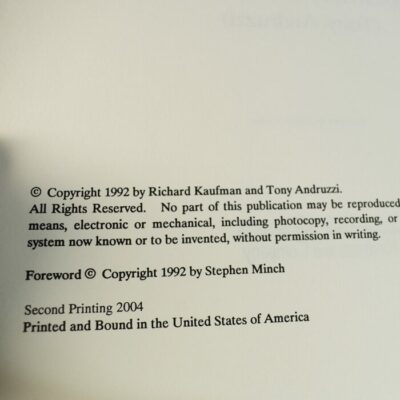 © Copyright 1992 by Richard Kaufman and Tony Andruzzi.
All Rights Reserved. No part of this publication may be reproduced
means, electronic or mechanical, including photocopy, recording, or
system now known or to be invented, without permission in writing.
Foreword © Copyright 1992 by Stephen Minch
Second Printing 2004
Printed and Bound in the United States of America